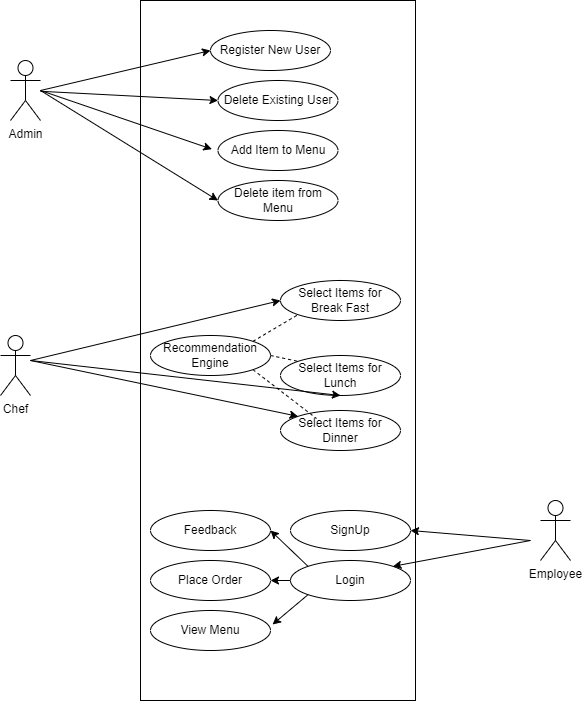 Register New User
Delete Existing User
Admin
Add Item to Menu
Delete item from
Menu
Select Items for
Break Fast
Recommendation
Engine
Select Items for
Lunch
Chef
Select Items for
Dinner
Feedback
SignUp
Employee
Place Order
Login
View Menu